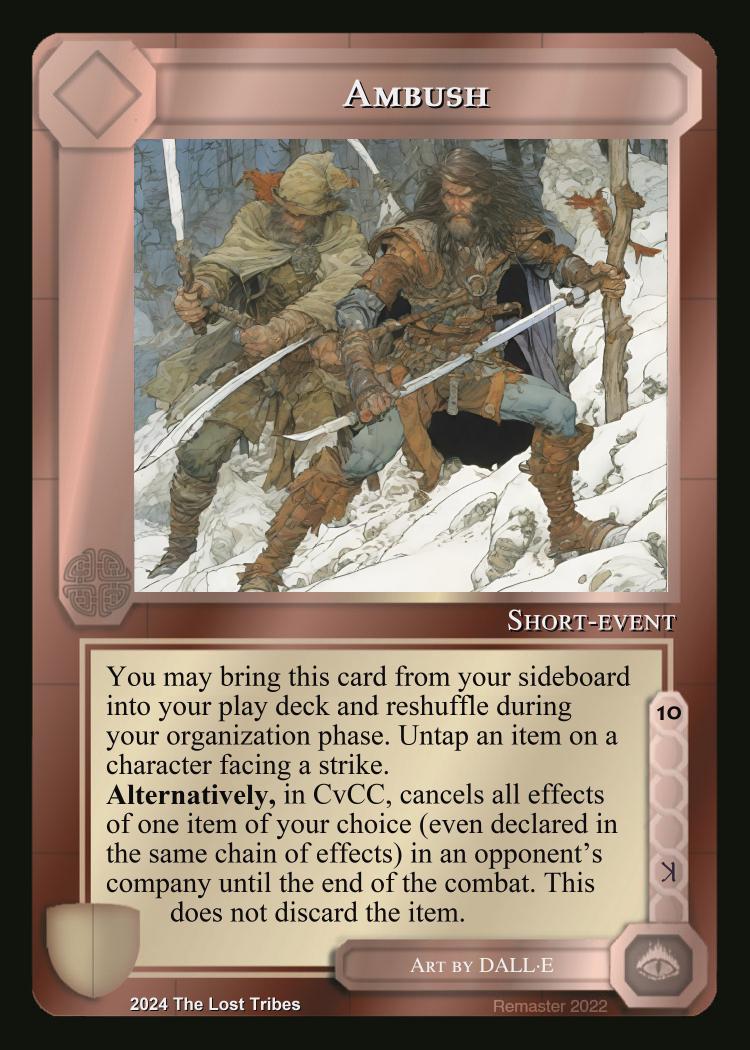 Ambush
Short-event
You may bring this card from your sideboard
into your play deck and reshuffle during
your organization phase. Untap an item on a
character facing a strike.
Alternatively, in CvCC, cancels all effects
of one item of your choice (even declared in
the same chain of effects) in an opponent's
company until the end of the combat. This
does not discard the item.
10
Art by DALL·E
2024 The Lost Tribes
Remaster 2022